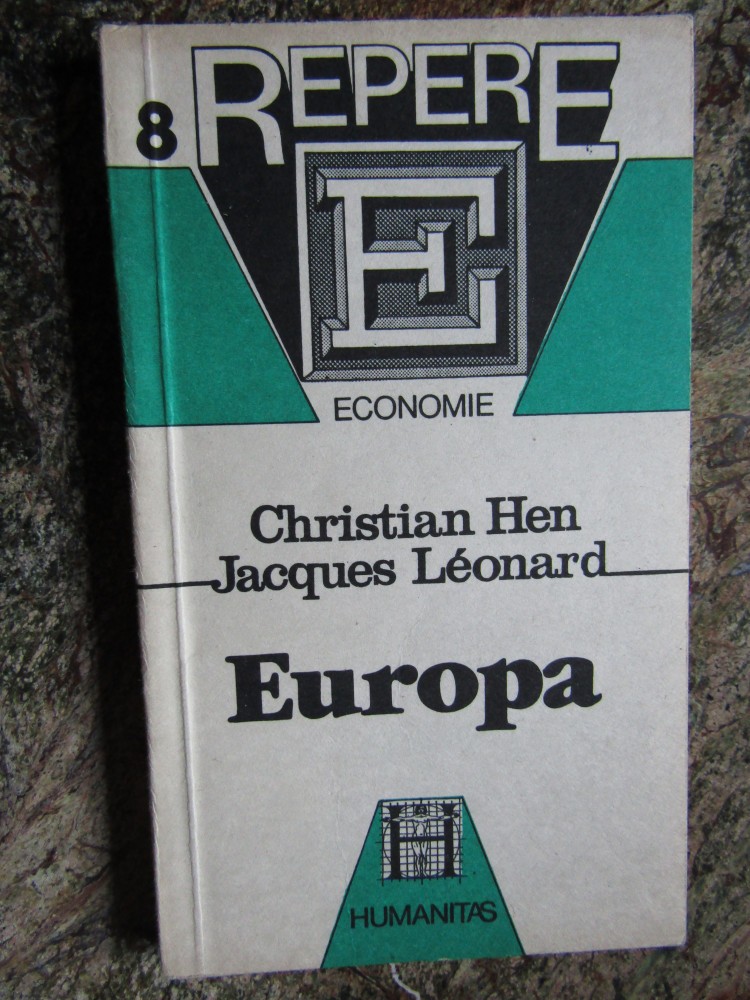 8 REPERE
E
ECONOMIE
Christian Hen
Jacques Léonard
Europa
H
HUMANITAS